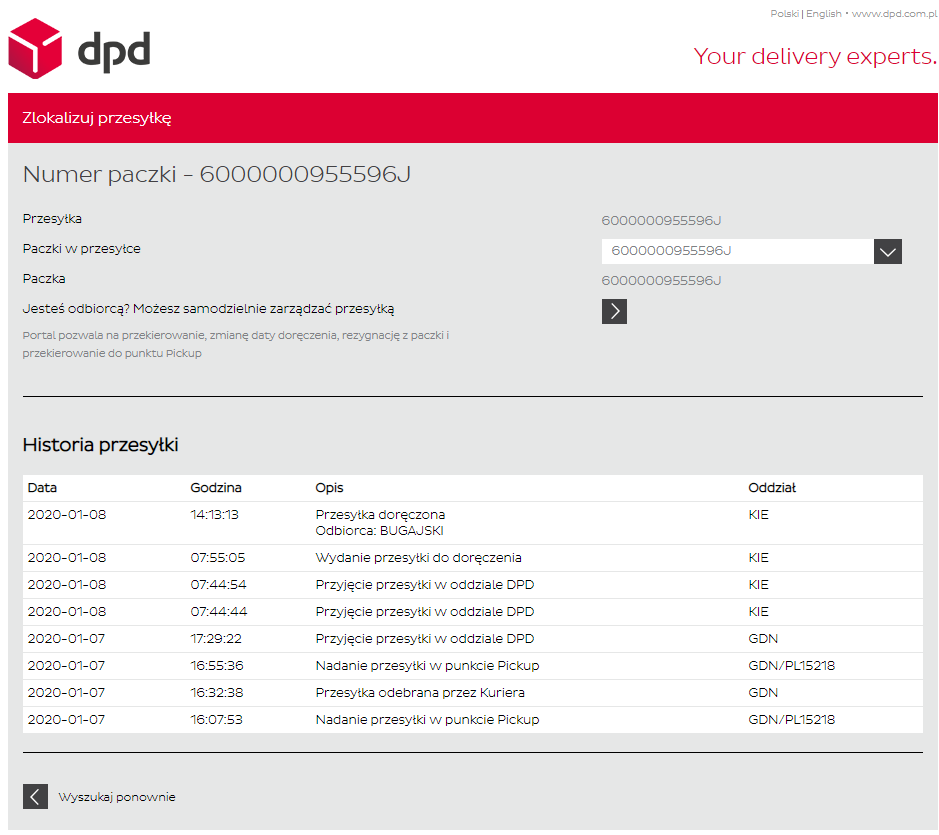 Polski | English • www.dpd.com.pl
dpd
Your delivery experts.
Zlokalizuj przesyłkę
Numer paczki - 6000000955596J
Przesyłka 6000000955596J
Paczki w przesyłce 6000000955596J
Paczka 6000000955596J
Jesteś odbiorcą? Możesz samodzielnie zarządzać przesyłką
Portal pozwala na przekierowanie, zmianę daty doręczenia, rezygnację z paczki i
przekierowanie do punktu Pickup
Historia przesyłki
Data Godzina Opis Oddział
2020-01-08 14:13:13 Przesyłka doręczona KIE
Odbiorca: BUGAJSKI
2020-01-08 07:55:05 Wydanie przesyłki do doręczenia KIE
2020-01-08 07:44:54 Przyjęcie przesyłki w oddziale DPD KIE
2020-01-08 07:44:44 Przyjęcie przesyłki w oddziale DPD KIE
2020-01-07 17:29:22 Przyjęcie przesyłki w oddziale DPD GDN
2020-01-07 16:55:36 Nadanie przesyłki w punkcie Pickup GDN/PL15218
2020-01-07 16:32:38 Przesyłka odebrana przez Kuriera GDN
2020-01-07 16:07:53 Nadanie przesyłki w punkcie Pickup GDN/PL15218
Wyszukaj ponownie